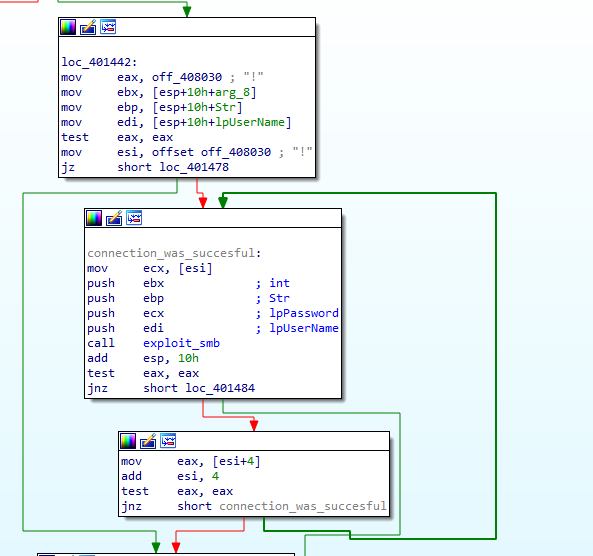 loc_401442:
mov eax, off_408030 ; "!"
mov ebx, [esp+10h+arg_8]
mov ebp, [esp+10h+Str]
mov edi, [esp+10h+lpUserName]
test eax, eax
mov esi, offset off_408030 ; "!"
jz short loc_401478
connection_was_succesful:
mov ecx, [esi]
push ebx ; int
push ebp ; Str
push ecx ; lpPassword
push edi ; lpUserName
call exploit_smb
add esp, 10h
test eax, eax
jnz short loc_401484
mov eax, [esi+4]
add esi, 4
test eax, eax
jnz short connection_was_succesful